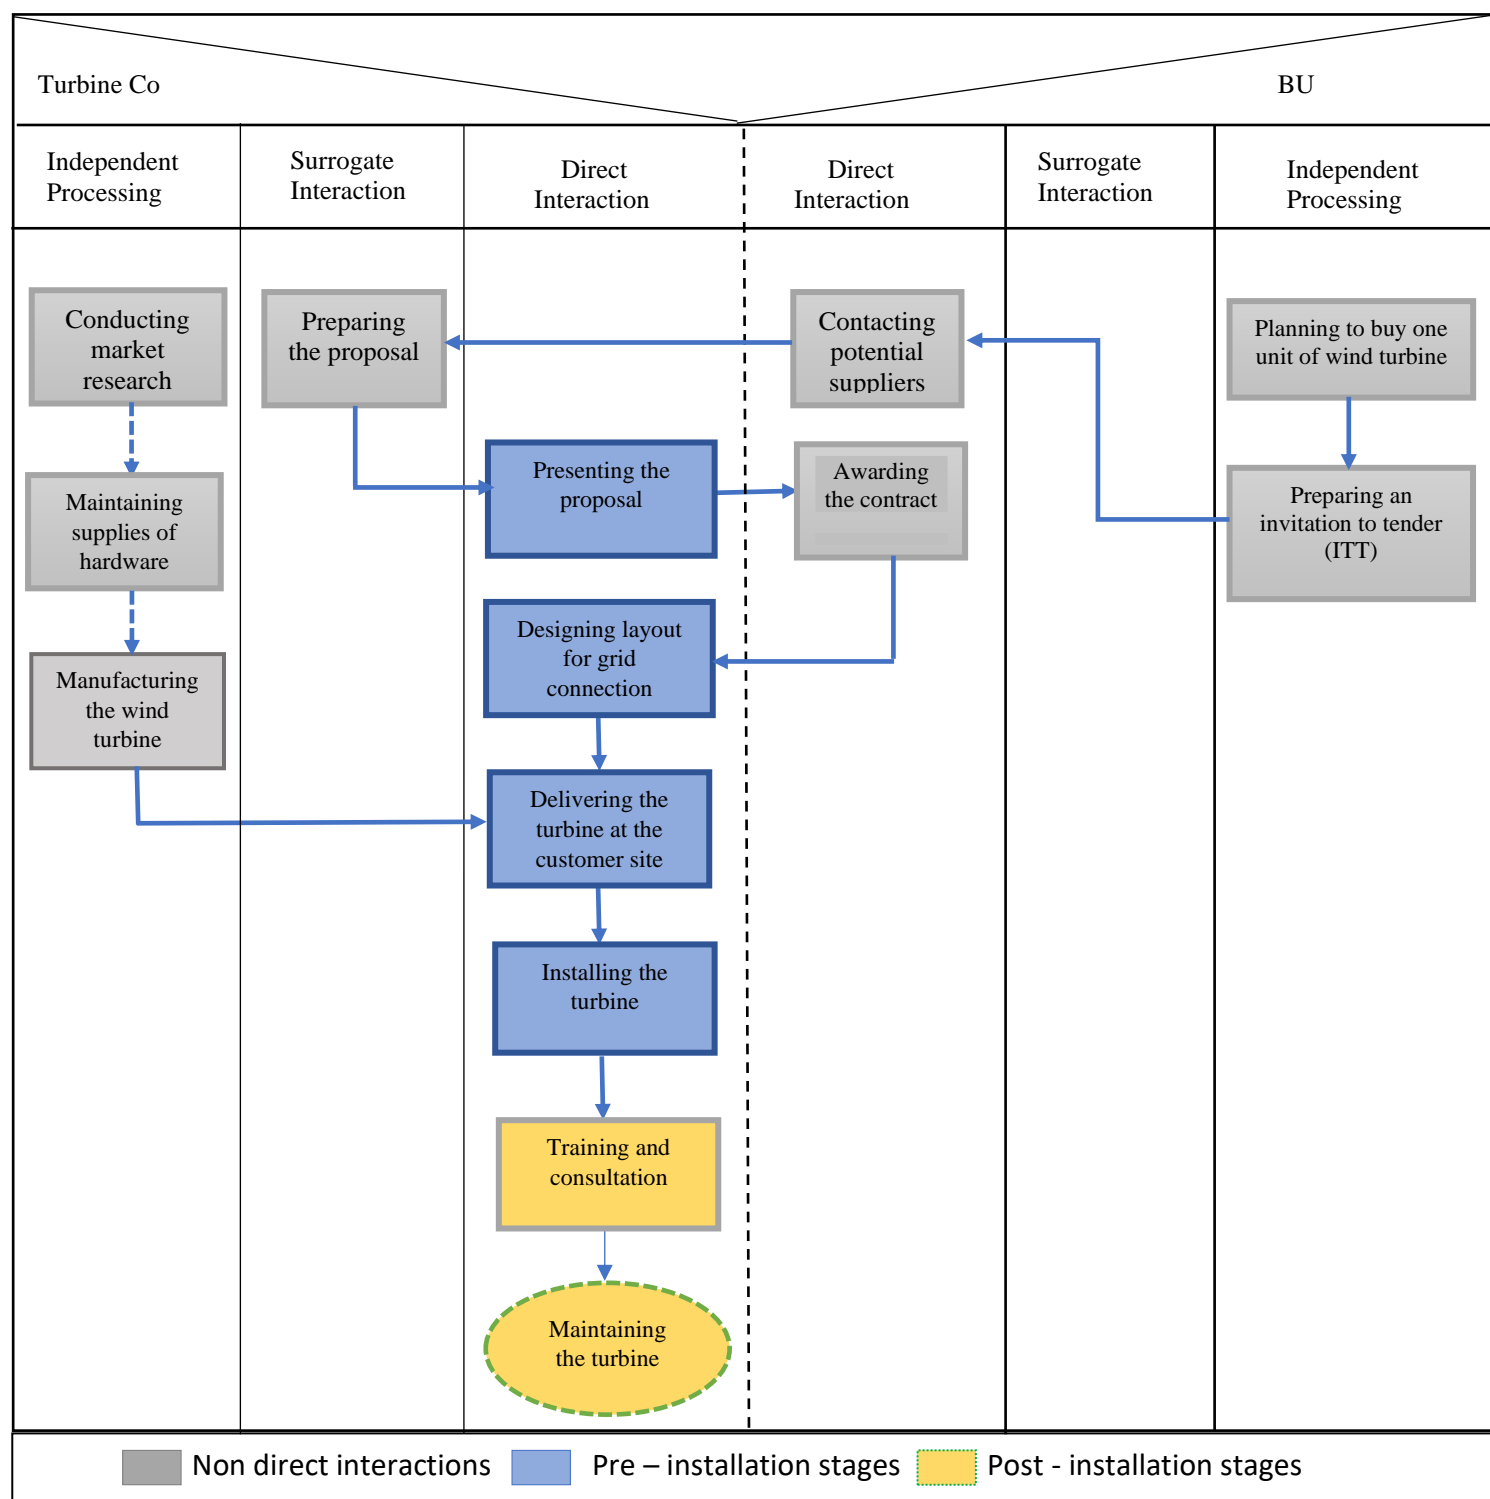 Turbine Co
BU
Independent
Processing
Surrogate
Interaction
Direct
Interaction
Direct
Interaction
Surrogate
Interaction
Independent
Processing
Conducting
market
research
Preparing
the proposal
Contacting
potential
suppliers
Planning to buy one
unit of wind turbine
Presenting the
proposal
Awarding
the contract
Maintaining
supplies of
hardware
Preparing an
invitation to tender
(ITT)
Designing layout
for grid
connection
Manufacturing
the wind
turbine
Delivering the
turbine at the
customer site
Installing the
turbine
Training and
consultation
Maintaining
the turbine
Non direct interactions
Pre – installation stages
Post - installation stages